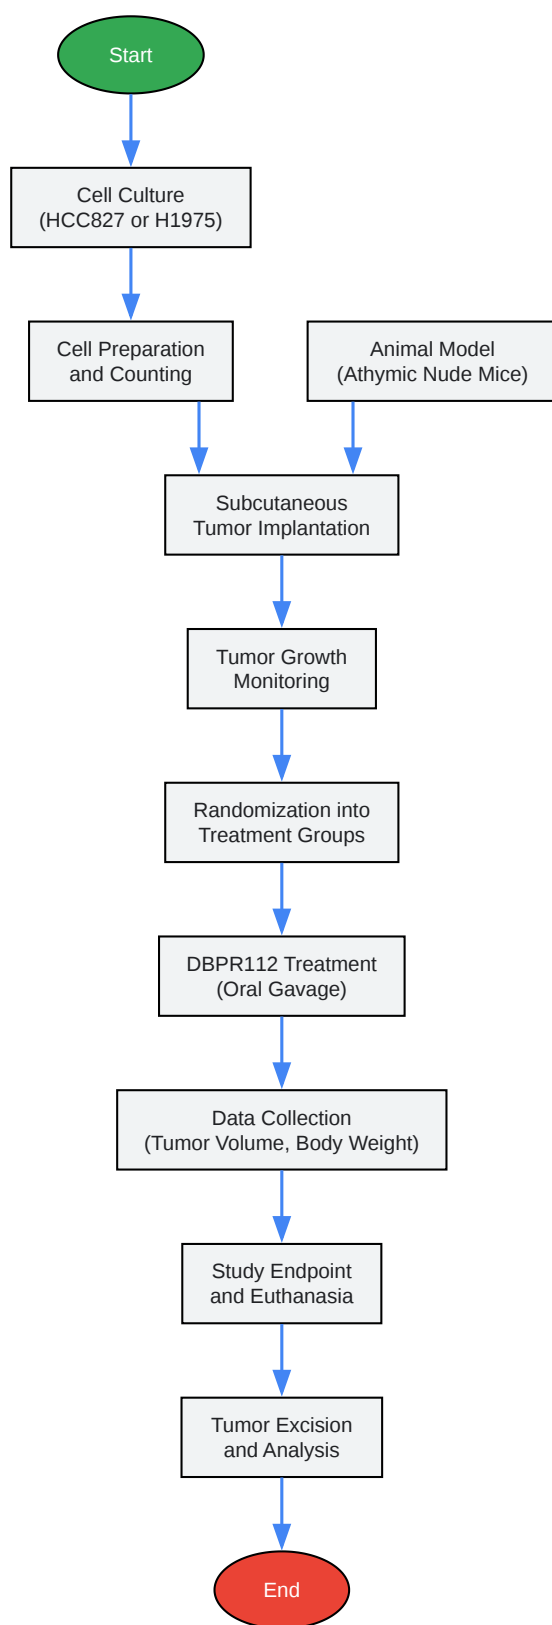 Start
Cell Culture
(HCC827 or H1975)
Cell Preparation
and Counting
Animal Model
(Athymic Nude Mice)
Subcutaneous
Tumor Implantation
Tumor Growth
Monitoring
Randomization into
Treatment Groups
DBPR112 Treatment
(Oral Gavage)
Data Collection
(Tumor Volume, Body Weight)
Study Endpoint
and Euthanasia
Tumor Excision
and Analysis
End